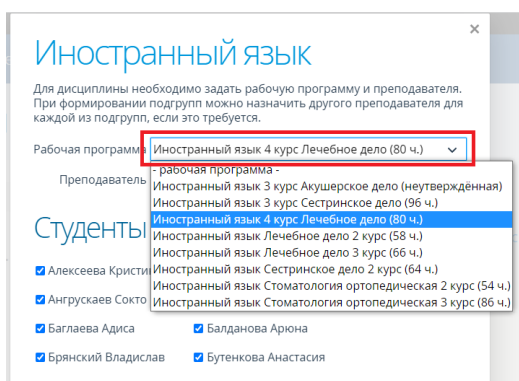 ×
Иностранный язык
Для дисциплины необходимо задать рабочую программу и преподавателя.
При формировании подгрупп можно назначить другого преподавателя для
каждой из подгрупп, если это требуется.
Рабочая программа Иностранный язык 4 курс Лечебное дело (80 ч.)
- рабочая программа -
Преподаватель
Иностранный язык 3 курс Акушерское дело (неутверждённая)
Иностранный язык 3 курс Сестринское дело (96 ч.)
Иностранный язык 4 курс Лечебное дело (80 ч.)
Иностранный язык Лечебное дело 2 курс (58 ч.)
Иностранный язык Лечебное дело 3 курс (66 ч.)
Иностранный язык Сестринское дело 2 курс (64 ч.)
Иностранный язык Стоматология ортопедическая 2 курс (54 ч.)
Иностранный язык Стоматология ортопедическая 3 курс (86 ч.)
Студенты
Алексеева Кристи
Ангрускаев Сокто
Баглаева Адиса Балданова Арюна
Брянский Владислав Бутенкова Анастасия